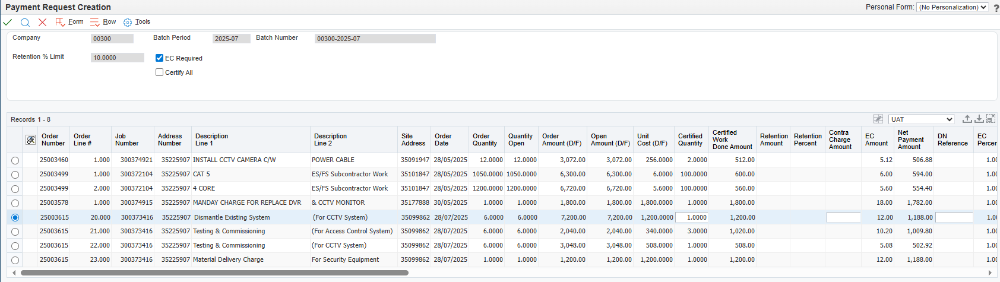 Payment Request Creation
Personal Form: (No Personalization) ?
Form Row Tools
Company 00300 Batch Period 2025-07 Batch Number 00300-2025-07
Retention % Limit 10.0000 EC Required
Certify All
Records 1 - 8 UAT
Order Number Order Line # Job Number Address Number Description Line 1 Description Line 2 Site Address Order Date Order Quantity Quantity Open Order Amount (D/F) Open Amount (D/F) Unit Cost (D/F) Certified Quantity Certified Work Done Amount Retention Amount Retention Percent Contra Charge Amount EC Amount Net Payment Amount DN Reference EC Percen
25003460 1.000 300374921 35225907 INSTALL CCTV CAMERA C/W POWER CABLE 35091947 28/05/2025 12.0000 12.0000 3,072.00 3,072.00 256.0000 2.0000 512.00 5.12 506.88 1.00
25003499 1.000 300372104 35225907 CAT 5 ES/FS Subcontractor Work 35101847 28/05/2025 1050.0000 1050.0000 6,300.00 6,300.00 6.0000 100.0000 600.00 6.00 594.00 1.00
25003499 2.000 300372104 35225907 4 CORE ES/FS Subcontractor Work 35101847 28/05/2025 1200.0000 1200.0000 6,720.00 6,720.00 5.6000 100.0000 560.00 5.60 554.40 1.00
25003578 1.000 300374915 35225907 MANDAY CHARGE FOR REPLACE DVR & CCTV MONITOR 35177888 30/05/2025 1.0000 1.0000 1,800.00 1,800.00 1,800.0000 1.0000 1,800.00 18.00 1,782.00 1.00
25003615 20.000 300373416 35225907 Dismantle Existing System (For CCTV System) 35099862 28/07/2025 6.0000 6.0000 7,200.00 7,200.00 1,200.0000 1.0000 1,200.00 12.00 1,188.00 1.00
25003615 21.000 300373416 35225907 Testing & Commissioning (For Access Control System) 35099862 28/07/2025 6.0000 6.0000 2,040.00 2,040.00 340.0000 3.0000 1,020.00 10.20 1,009.80 1.00
25003615 22.000 300373416 35225907 Testing & Commissioning (For CCTV System) 35099862 28/07/2025 6.0000 6.0000 3,048.00 3,048.00 508.0000 1.0000 508.00 5.08 502.92 1.00
25003615 23.000 300373416 35225907 Material Delivery Charge For Security Equipment 35099862 28/07/2025 1.0000 1.0000 1,200.00 1,200.00 1,200.0000 1.0000 1,200.00 12.00 1,188.00 1.00